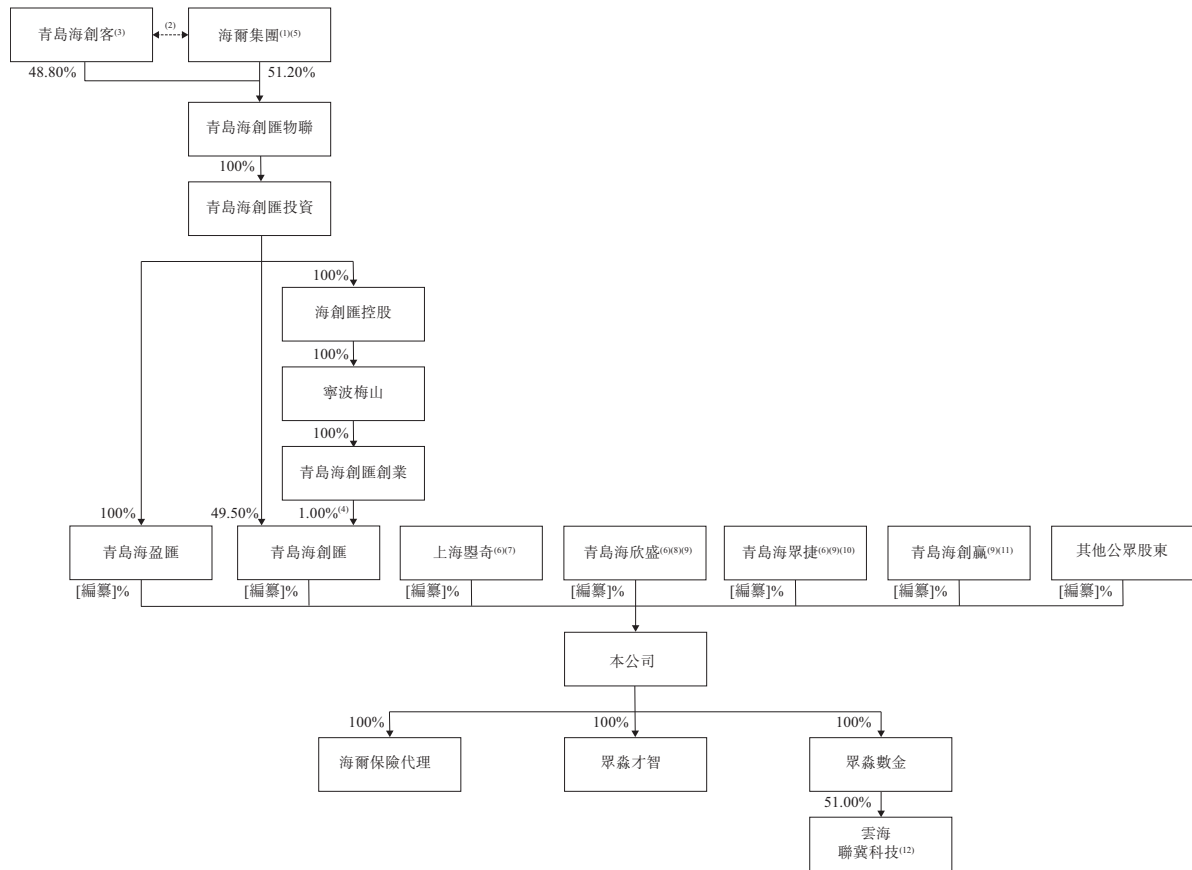 青島海創客(3)
(2)
海爾集團(1)(5)
48.80%
51.20%
青島海創匯物聯
100%
青島海創匯投資
100%
海創匯控股
100%
寧波梅山
100%
青島海創匯創業
100%
49.50%
1.00%(4)
青島海盈匯
青島海創匯
上海曌奇(6)(7)
青島海欣盛(6)(8)(9)
青島海眾捷(6)(9)(10)
青島海創贏(9)(11)
其他公眾股東
[編纂]%
[編纂]%
[編纂]%
[編纂]%
[編纂]%
[編纂]%
[編纂]%
本公司
100%
100%
100%
海爾保險代理
眾淼才智
眾淼數金
51.00%
雲海
聯冀科技(12)